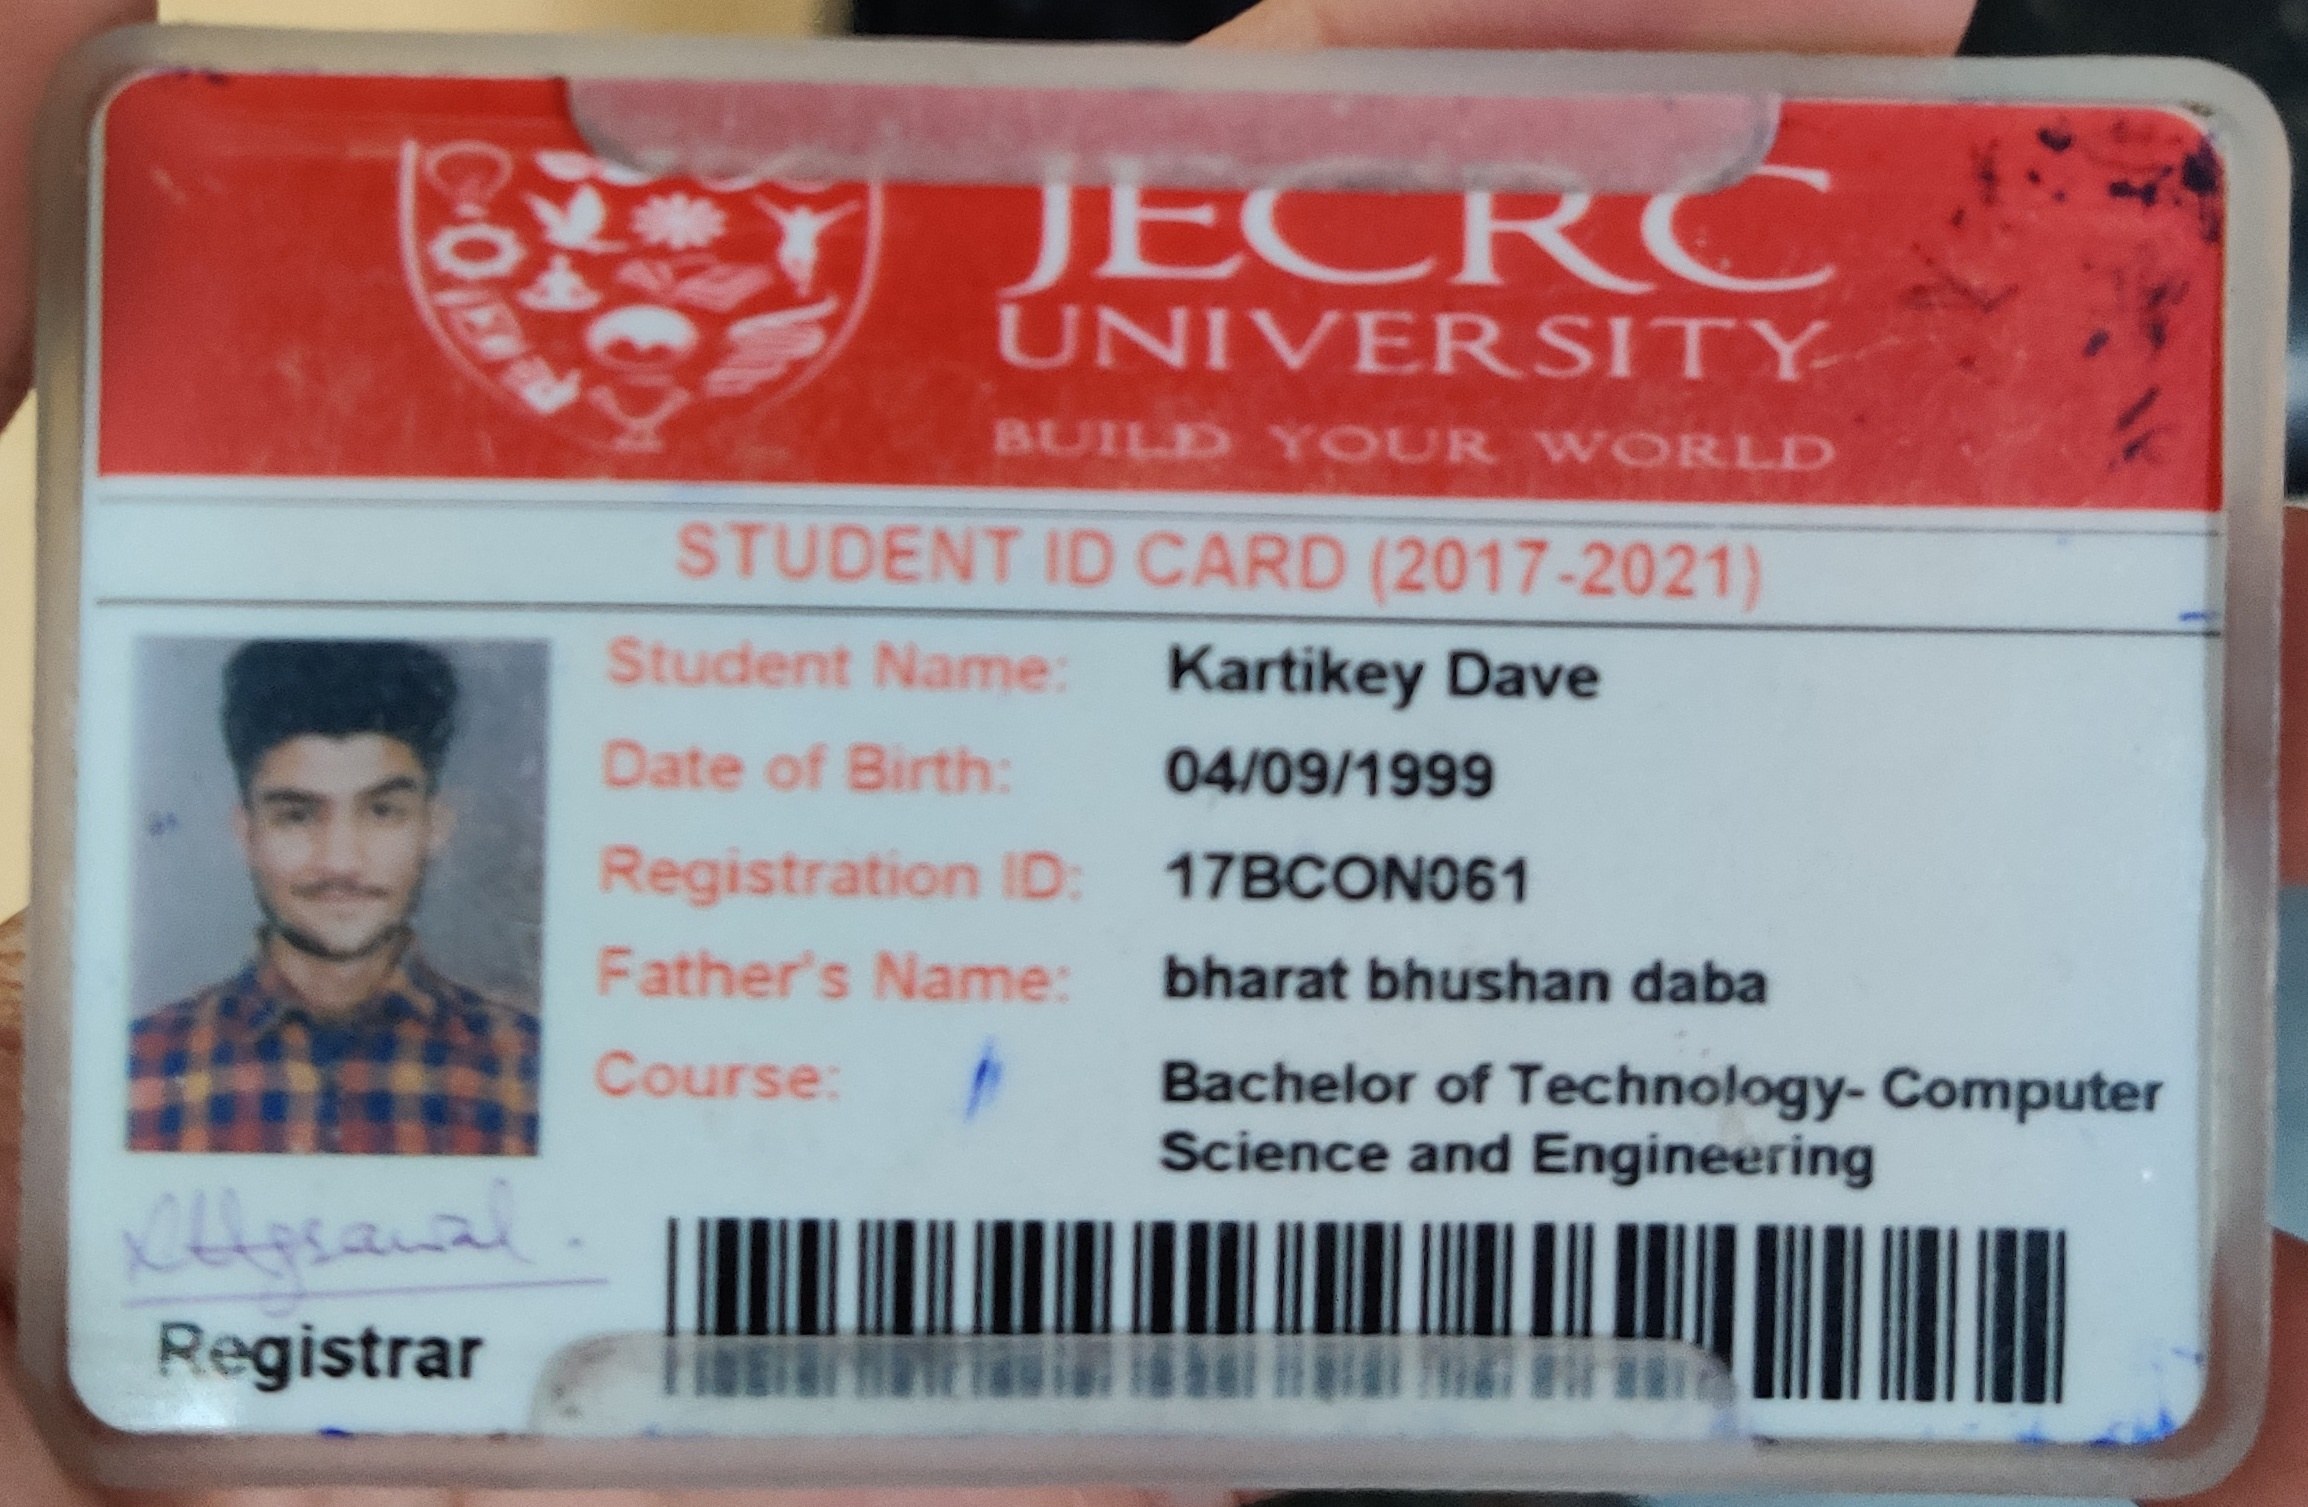 JECRC
UNIVERSITY
BUILD YOUR WORLD
STUDENT ID CARD (2017-2021)
Student Name: Kartikey Dave
Date of Birth: 04/09/1999
Registration ID: 17BCON061
Father's Name: bharat bhushan daba
Course: Bachelor of Technology- Computer
Science and Engineering
Registrar